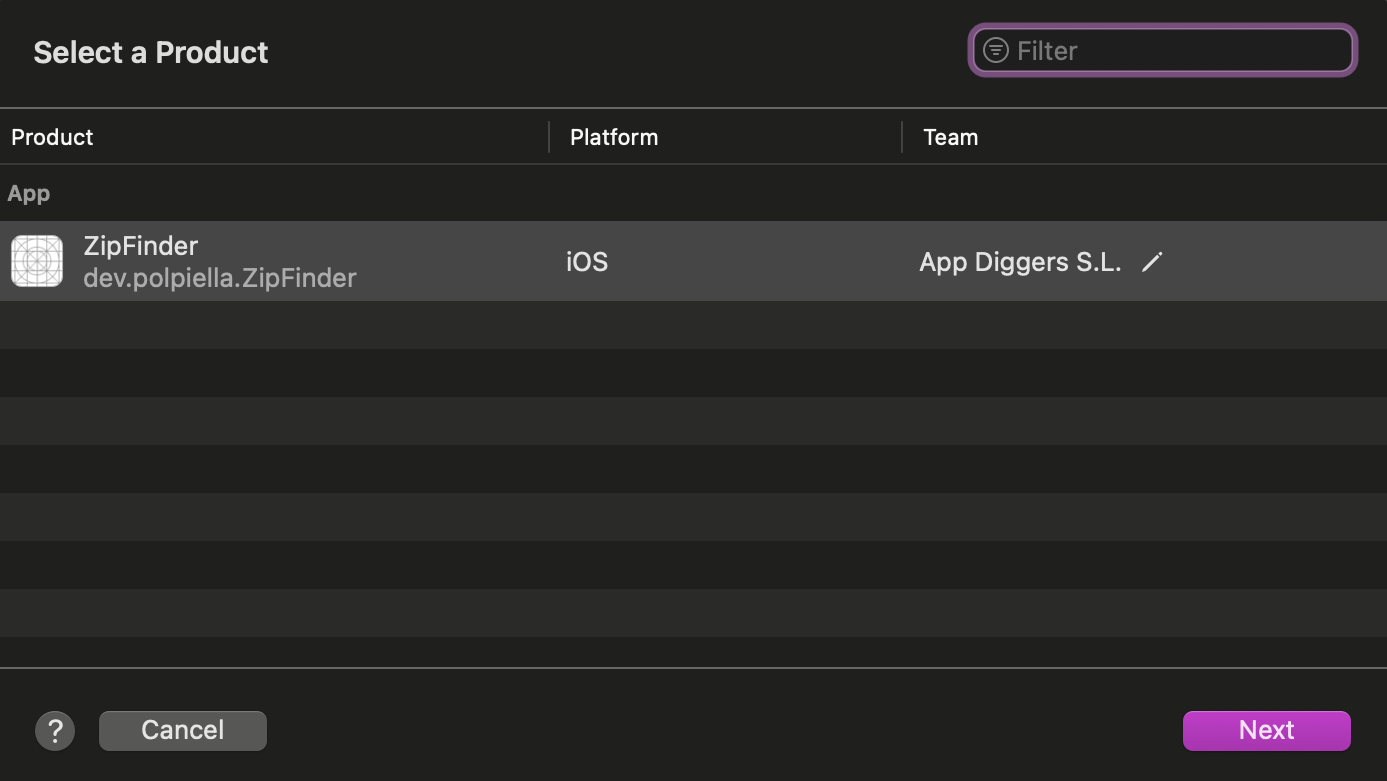 Select a Product
Filter
Product Platform Team
App
ZipFinder
dev.polpiella.ZipFinder
iOS
App Diggers S.L.
?
Cancel
Next